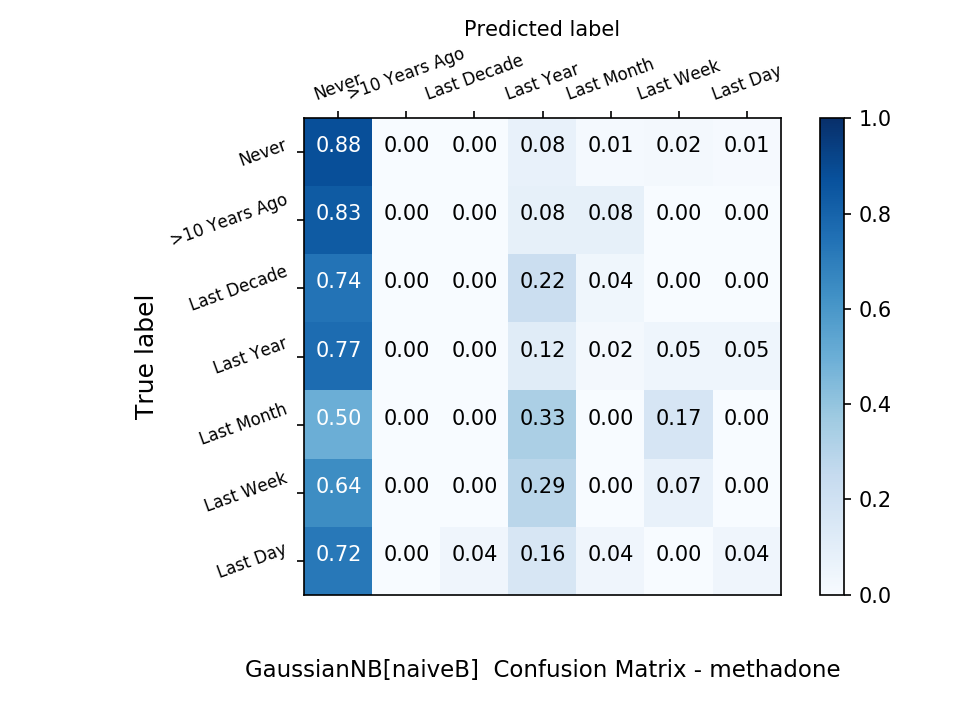 Predicted label
Never >10 Years Ago Last Decade Last Year Last Month Last Week Last Day
Never 0.88 0.00 0.00 0.08 0.01 0.02 0.01
>10 Years Ago 0.83 0.00 0.00 0.08 0.08 0.00 0.00
Last Decade 0.74 0.00 0.00 0.22 0.04 0.00 0.00
Last Year 0.77 0.00 0.00 0.12 0.02 0.05 0.05
Last Month 0.50 0.00 0.00 0.33 0.00 0.17 0.00
Last Week 0.64 0.00 0.00 0.29 0.00 0.07 0.00
Last Day 0.72 0.00 0.04 0.16 0.04 0.00 0.04
True label
1.0
0.8
0.6
0.4
0.2
0.0
GaussianNB[naiveB]  Confusion Matrix - methadone